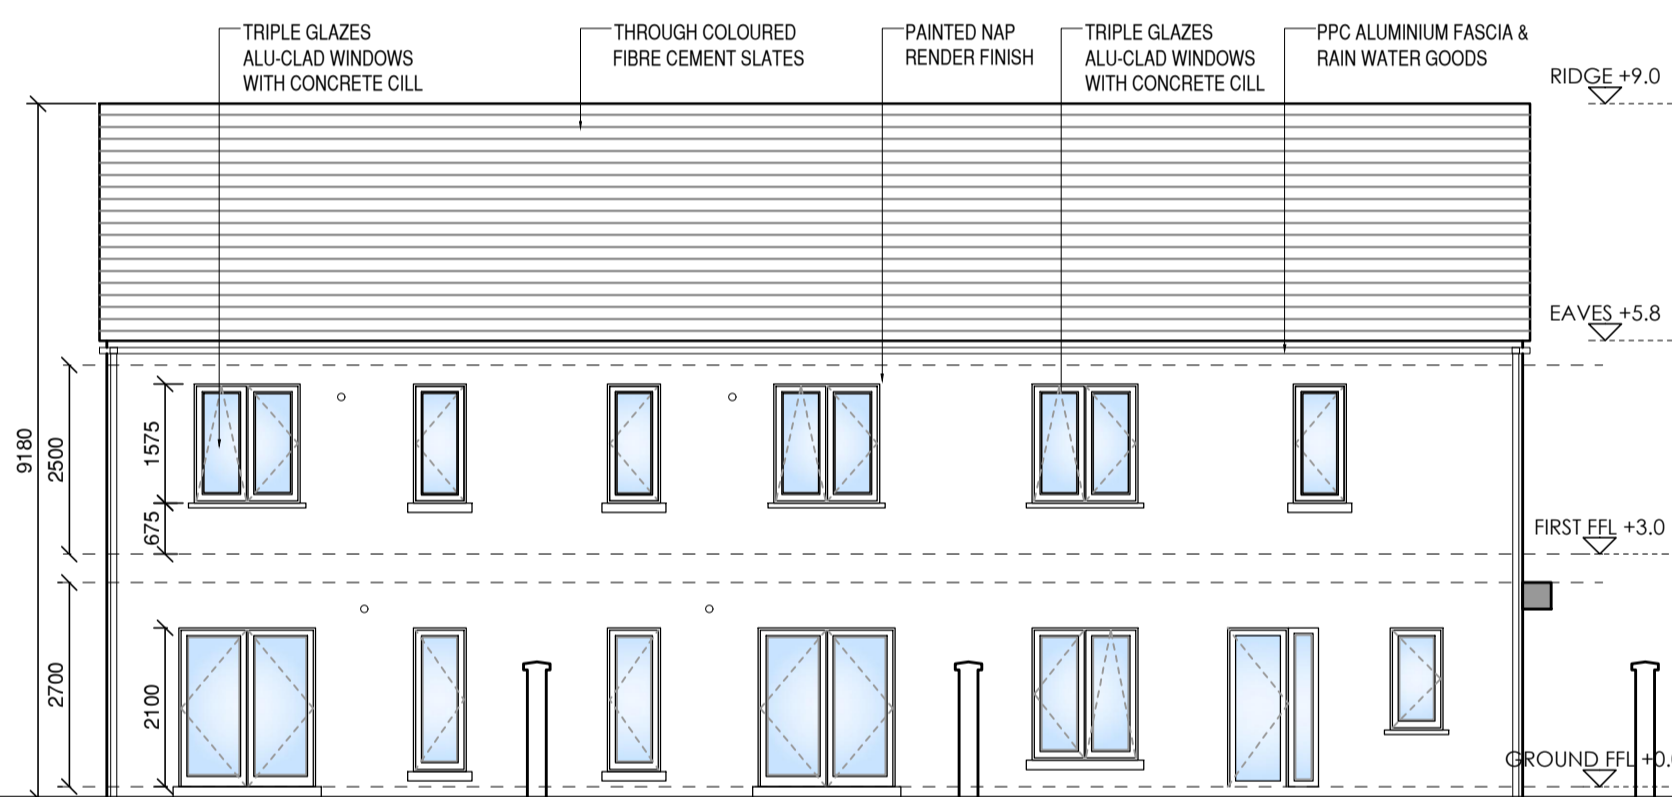 TRIPLE GLAZES
ALU-CLAD WINDOWS
WITH CONCRETE CILL
THROUGH COLOURED
FIBRE CEMENT SLATES
PAINTED NAP
RENDER FINISH
TRIPLE GLAZES
ALU-CLAD WINDOWS
WITH CONCRETE CILL
PPC ALUMINIUM FASCIA &
RAIN WATER GOODS
RIDGE +9.0
EAVES +5.8
FIRST FFL +3.0
GROUND FFL +0.
9180
2500
1575
675
2700
2100